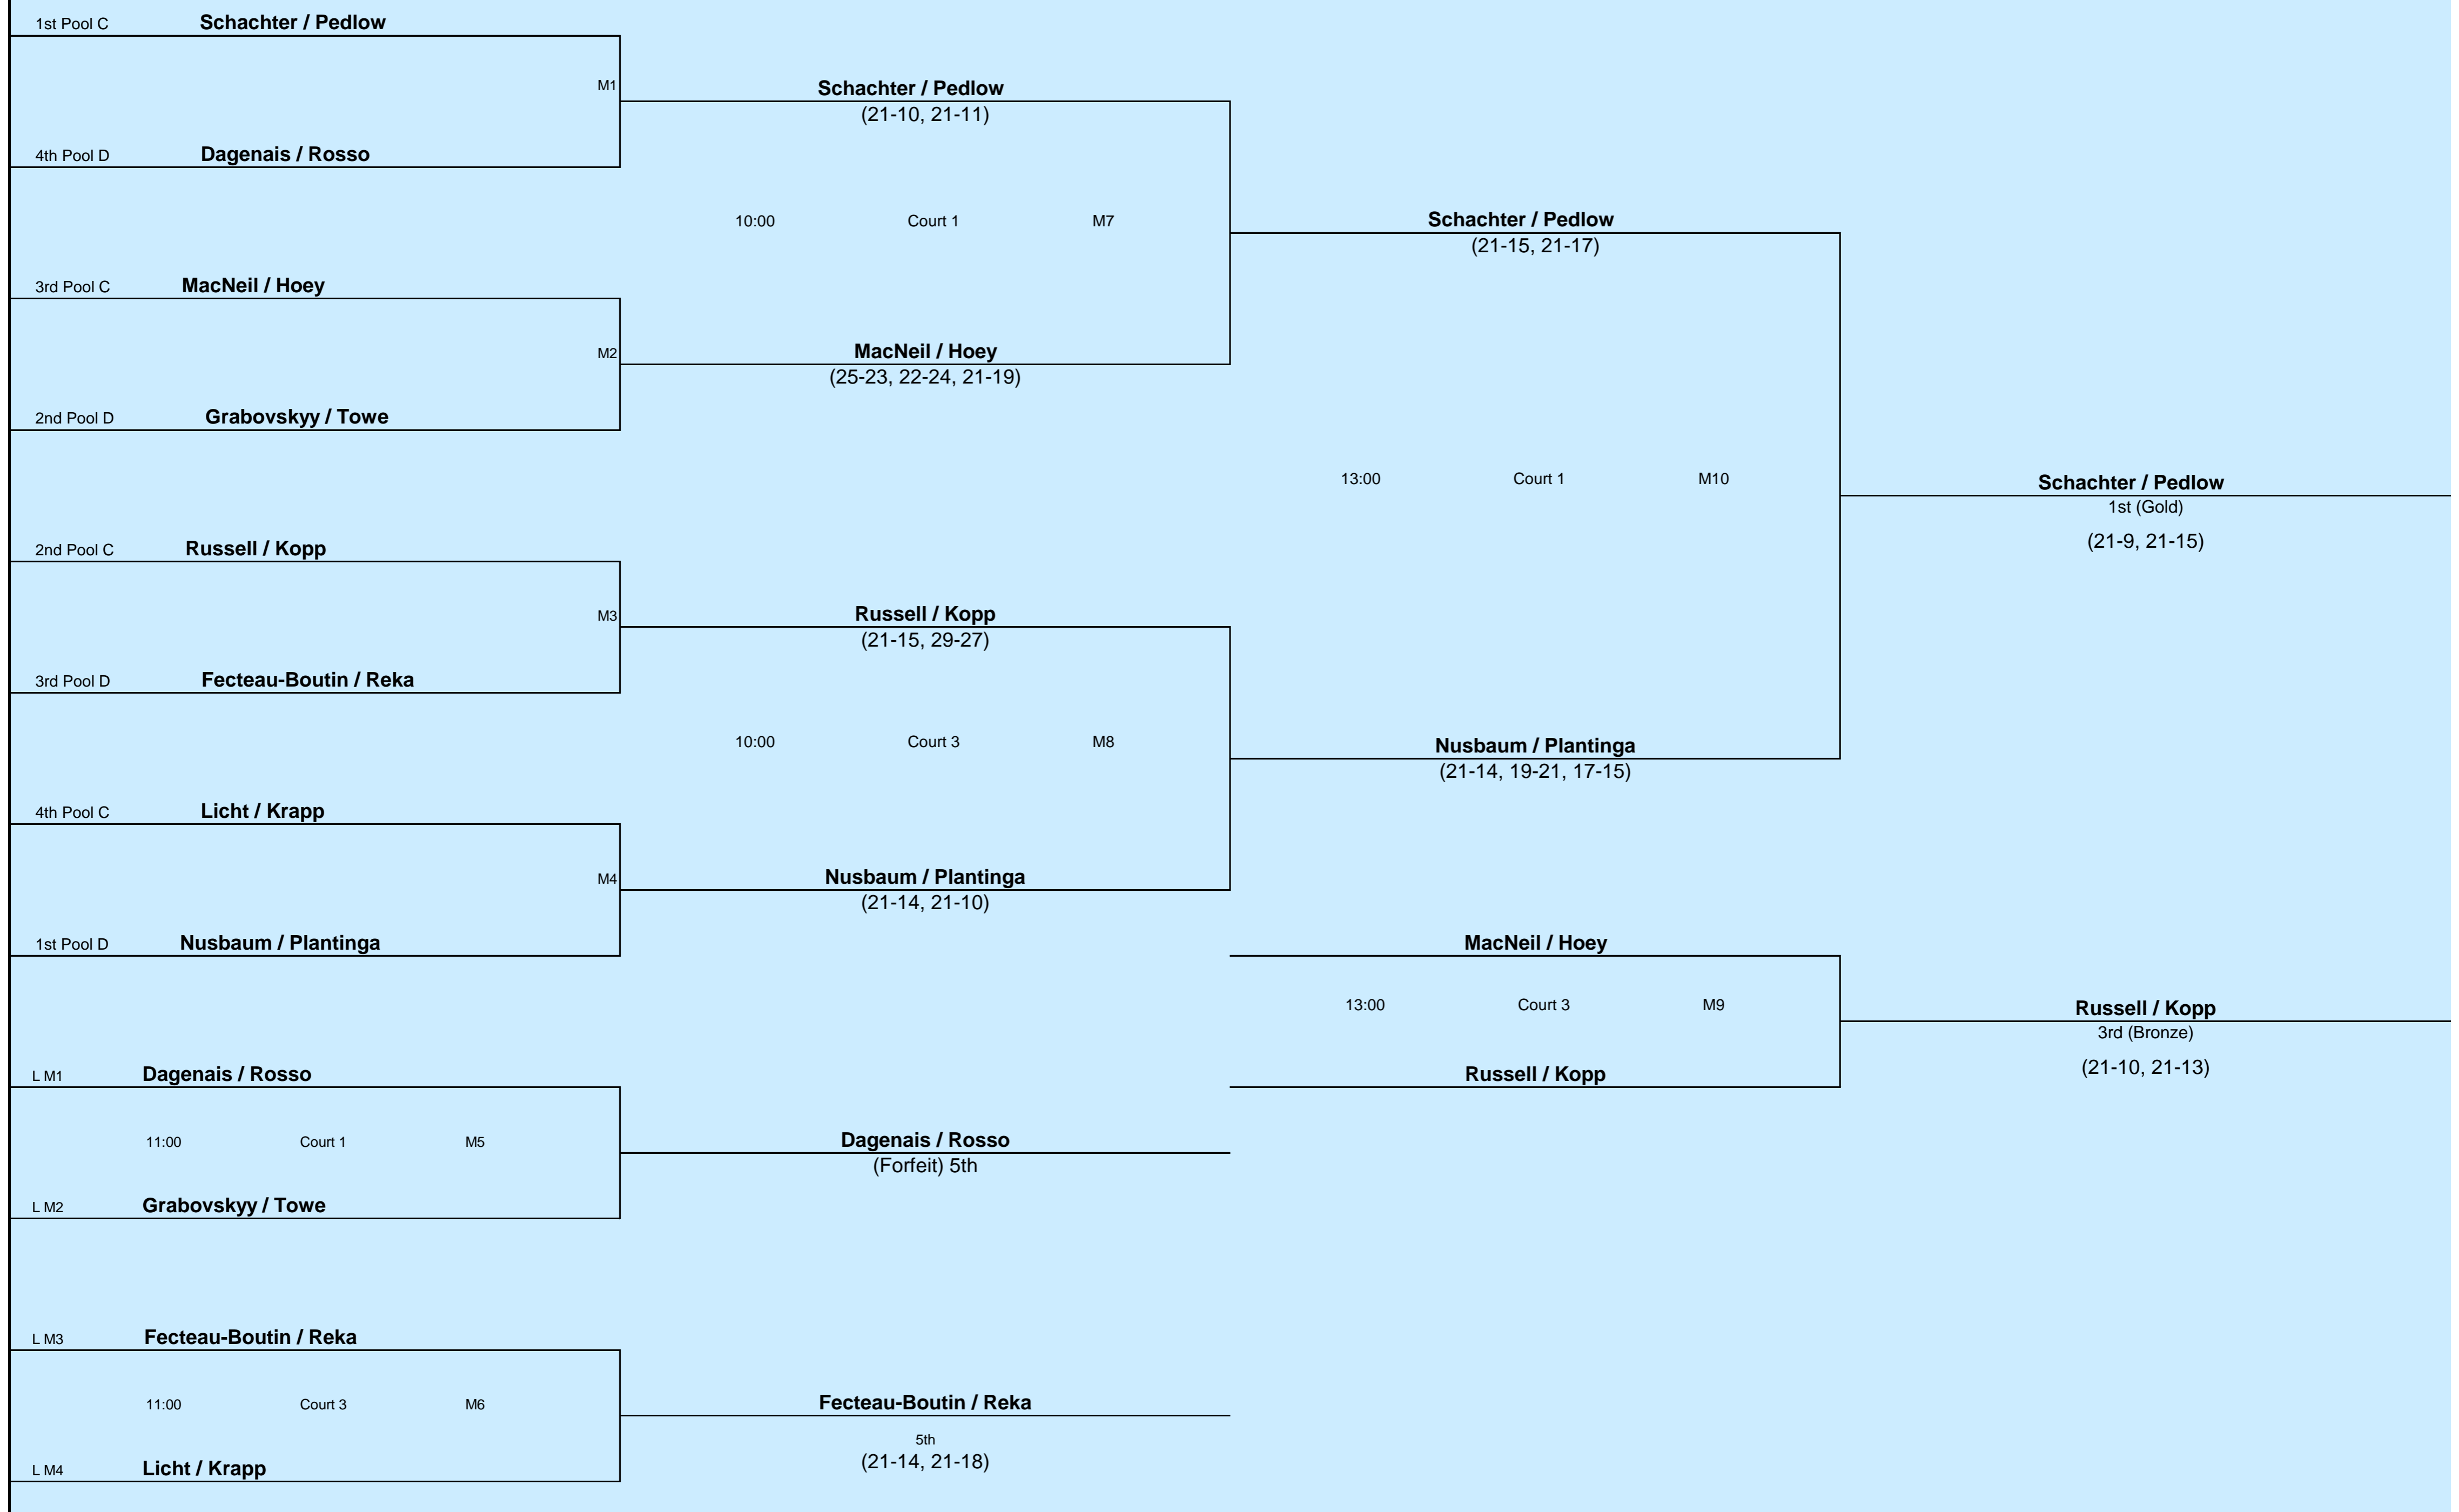 1st Pool C Schachter / Pedlow
M1 Schachter / Pedlow
(21-10, 21-11)
4th Pool D Dagenais / Rosso
10:00 Court 1 M7 Schachter / Pedlow
(21-15, 21-17)
3rd Pool C MacNeil / Hoey
M2 MacNeil / Hoey
(25-23, 22-24, 21-19)
2nd Pool D Grabovskyy / Towe
13:00 Court 1 M10 Schachter / Pedlow
1st (Gold)
(21-9, 21-15)
2nd Pool C Russell / Kopp
M3 Russell / Kopp
(21-15, 29-27)
3rd Pool D Fecteau-Boutin / Reka
10:00 Court 3 M8 Nusbaum / Plantinga
(21-14, 19-21, 17-15)
4th Pool C Licht / Krapp
M4 Nusbaum / Plantinga
(21-14, 21-10)
1st Pool D Nusbaum / Plantinga
MacNeil / Hoey
13:00 Court 3 M9 Russell / Kopp
3rd (Bronze)
(21-10, 21-13)
Russell / Kopp
L M1 Dagenais / Rosso
11:00 Court 1 M5 Dagenais / Rosso
(Forfeit) 5th
L M2 Grabovskyy / Towe
L M3 Fecteau-Boutin / Reka
11:00 Court 3 M6 Fecteau-Boutin / Reka
5th
(21-14, 21-18)
L M4 Licht / Krapp